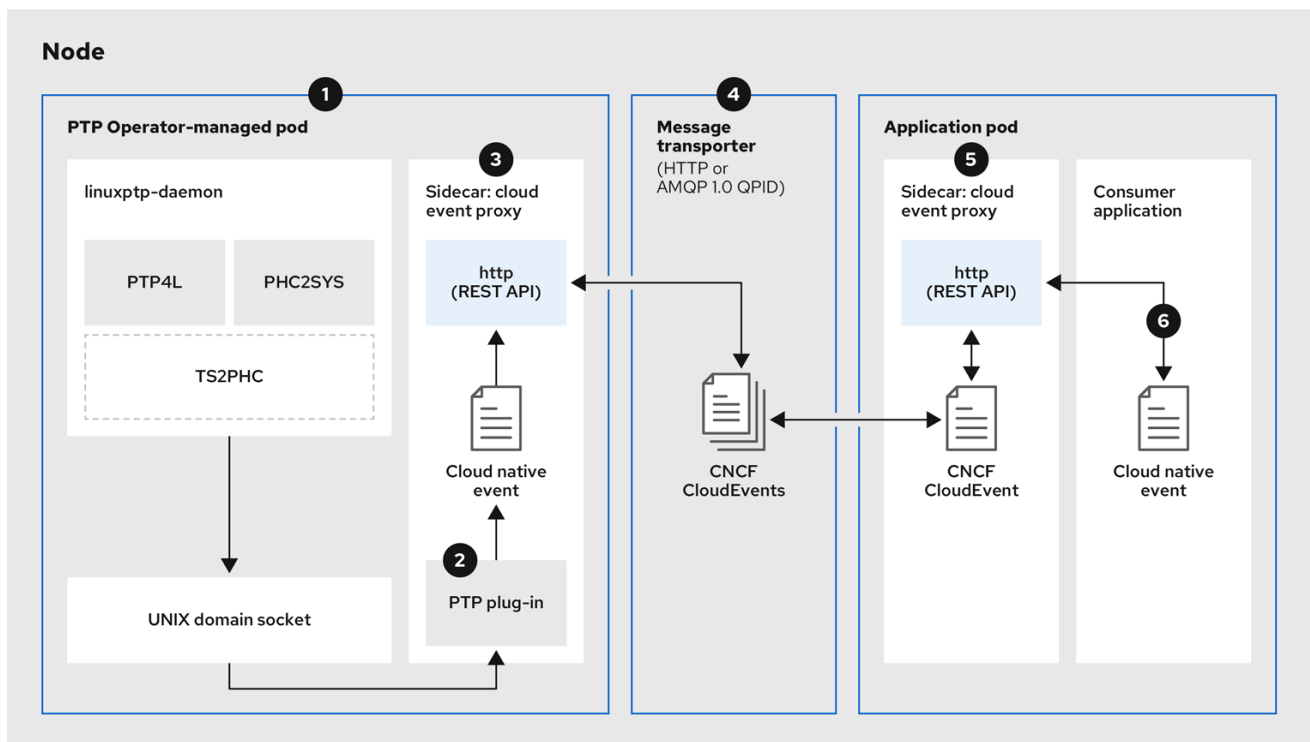 Node
1
PTP Operator-managed pod
linuxptp-daemon
PTP4L
PHC2SYS
TS2PHC
UNIX domain socket
3
Sidecar: cloud
event proxy
http
(REST API)
Cloud native
event
2
PTP plug-in
4
Message
transporter
(HTTP or
AMQP 1.0 QPID)
CNCF
CloudEvents
Application pod
5
Sidecar: cloud
event proxy
http
(REST API)
CNCF
CloudEvent
Consumer
application
6
Cloud native
event